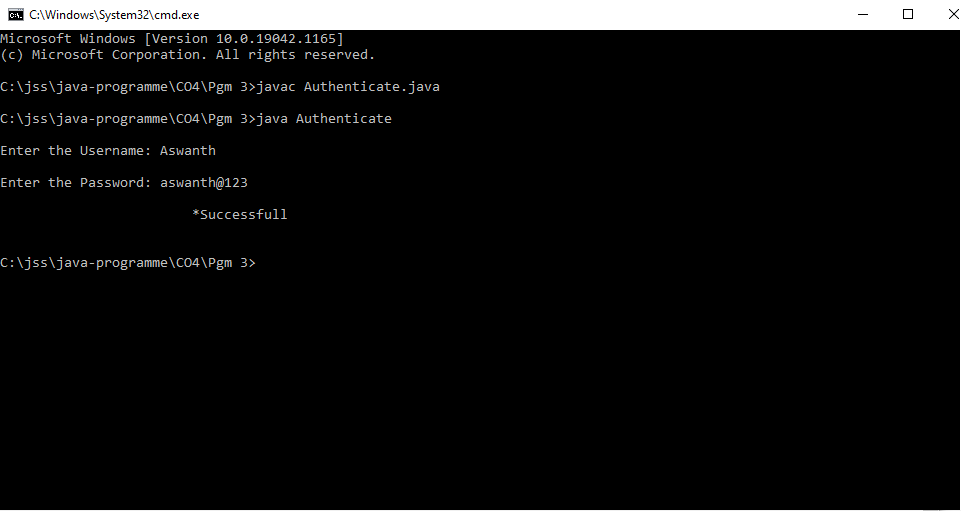 C:\Windows\System32\cmd.exe
Microsoft Windows [Version 10.0.19042.1165]
(c) Microsoft Corporation. All rights reserved.
C:\jss\java-programme\CO4\Pgm 3>javac Authenticate.java
C:\jss\java-programme\CO4\Pgm 3>java Authenticate
Enter the Username: Aswanth
Enter the Password: aswanth@123
*Successfull
C:\jss\java-programme\CO4\Pgm 3>